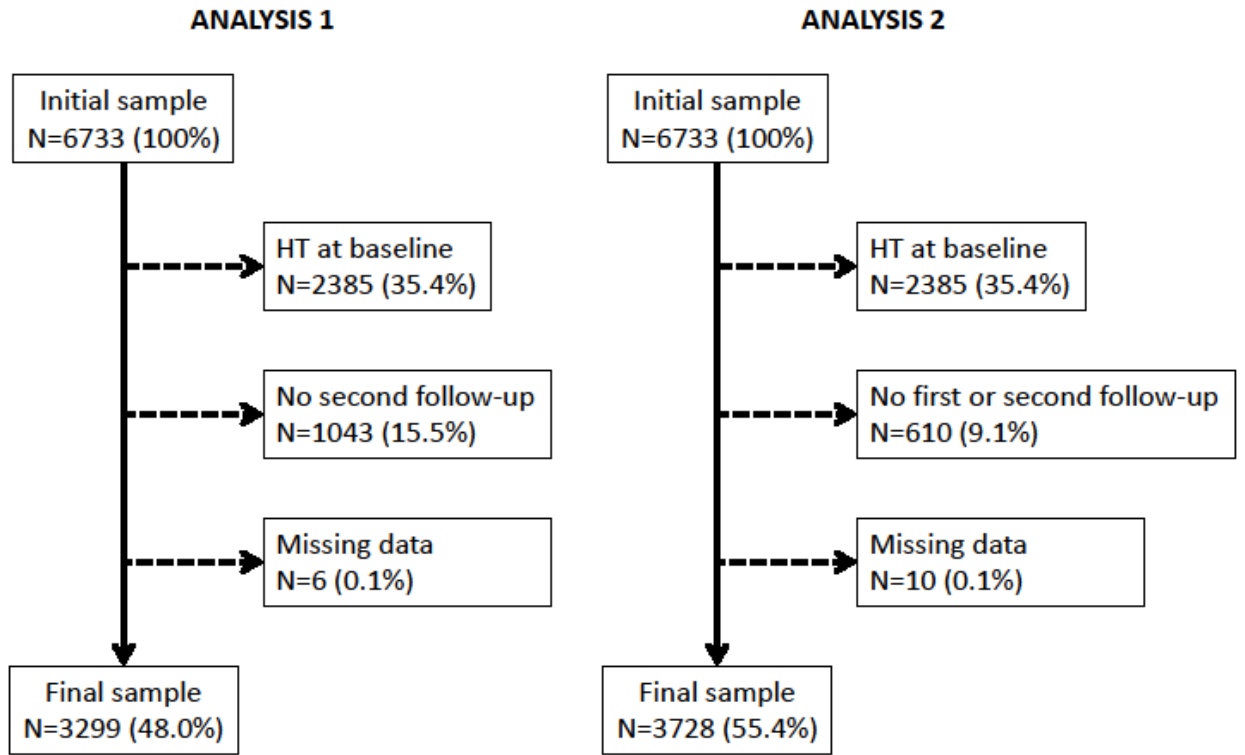 ANALYSIS 1
Initial sample
N=6733 (100%)
HT at baseline
N=2385 (35.4%)
No second follow-up
N=1043 (15.5%)
Missing data
N=6 (0.1%)
Final sample
N=3299 (48.0%)
ANALYSIS 2
Initial sample
N=6733 (100%)
HT at baseline
N=2385 (35.4%)
No first or second follow-up
N=610 (9.1%)
Missing data
N=10 (0.1%)
Final sample
N=3728 (55.4%)